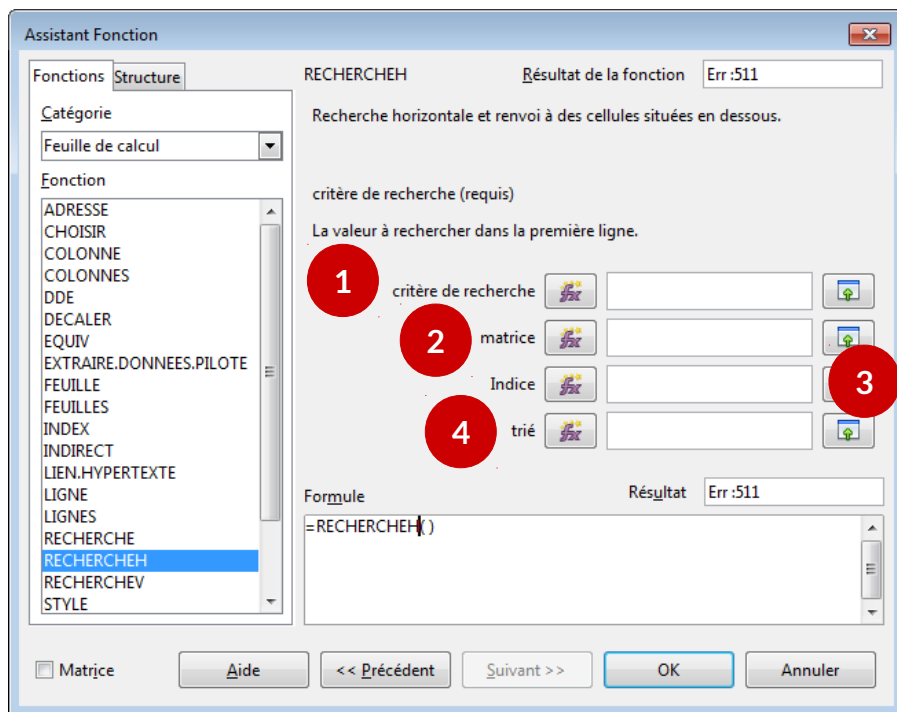 Assistant Fonction
Fonctions Structure
Catégorie
Feuille de calcul
Fonction
ADRESSE
CHOISIR
COLONNE
COLONNES
DDE
DECALER
EQUIV
EXTRAIRE.DONNEES.PILOTE
FEUILLE
FEUILLES
INDEX
INDIRECT
LIEN.HYPERTEXTE
LIGNE
LIGNES
RECHERCHE
RECHERCHEH
RECHERCHEV
STYLE
RECHERCHEH Résultat de la fonction Err :511
Recherche horizontale et renvoi à des cellules situées en dessous.
critère de recherche (requis)
La valeur à rechercher dans la première ligne.
1 critère de recherche fx
2 matrice fx
Indice fx 3
4 trié fx
Formule Résultat Err :511
=RECHERCHEH()
Matrice Aide << Précédent Suivant >> OK Annuler